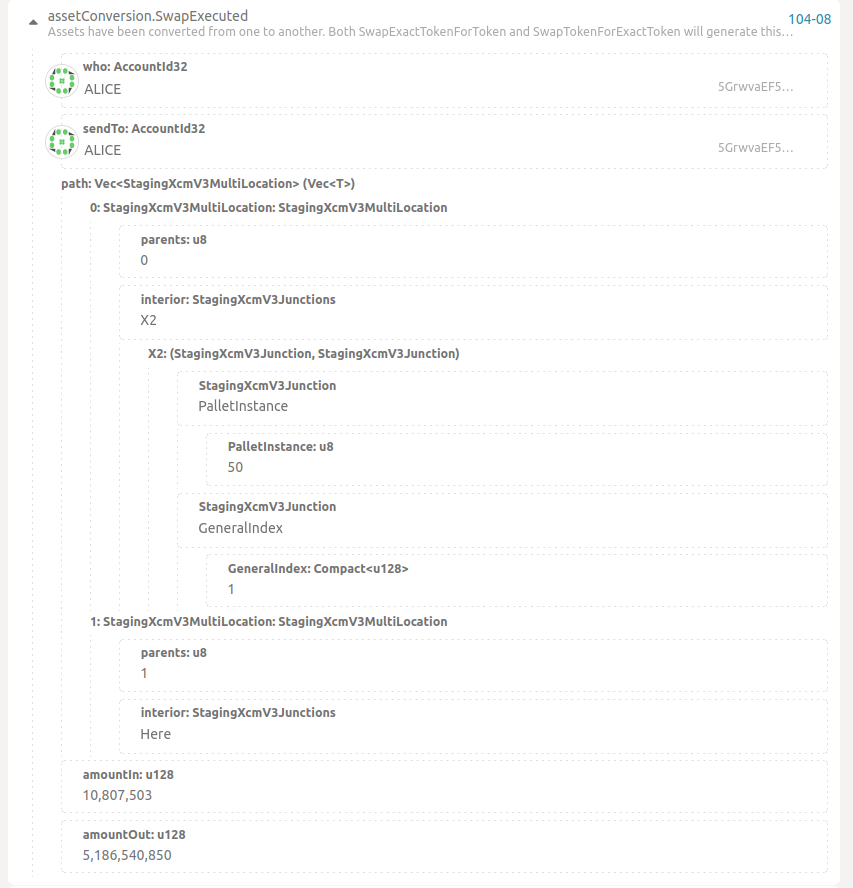 assetConversion.SwapExecuted
104-08
Assets have been converted from one to another. Both SwapExactTokenForToken and SwapTokenForExactToken will generate this…
who: AccountId32
ALICE
5GrwvaEF5…
sendTo: AccountId32
ALICE
5GrwvaEF5…
path: Vec<StagingXcmV3MultiLocation> (Vec<T>)
0: StagingXcmV3MultiLocation: StagingXcmV3MultiLocation
parents: u8
0
interior: StagingXcmV3Junctions
X2
X2: (StagingXcmV3Junction, StagingXcmV3Junction)
StagingXcmV3Junction
PalletInstance
PalletInstance: u8
50
StagingXcmV3Junction
GeneralIndex
GeneralIndex: Compact<u128>
1
1: StagingXcmV3MultiLocation: StagingXcmV3MultiLocation
parents: u8
1
interior: StagingXcmV3Junctions
Here
amountIn: u128
10,807,503
amountOut: u128
5,186,540,850